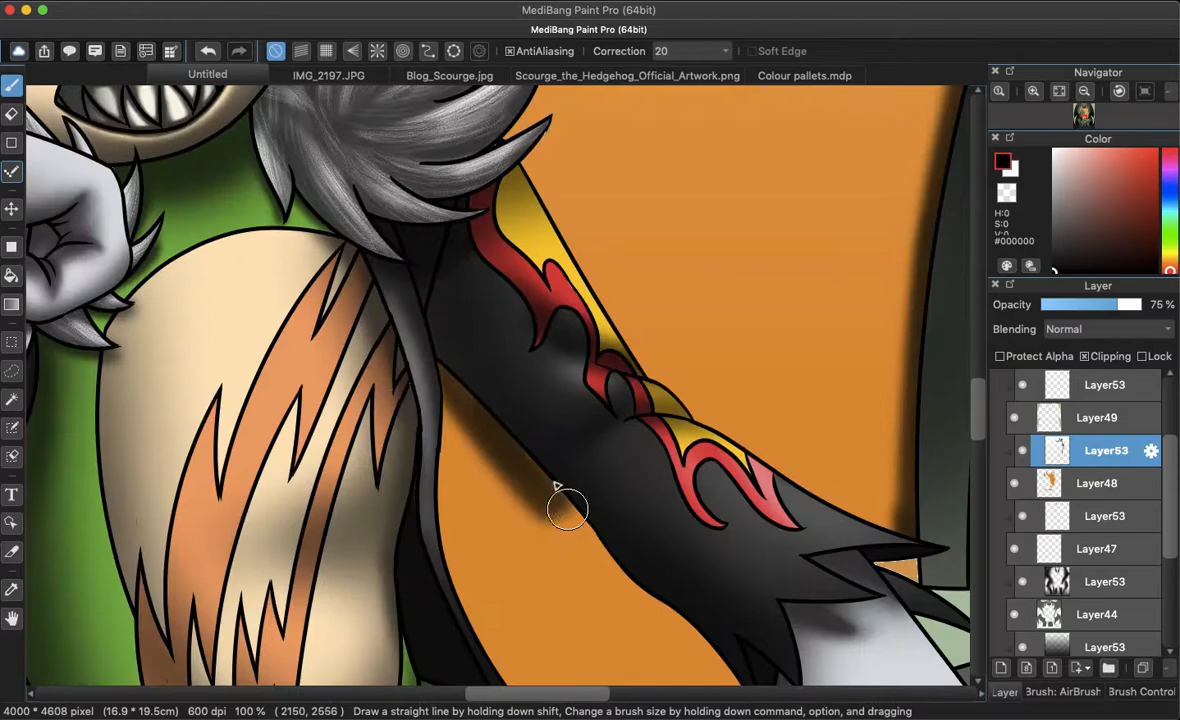 MediBang Paint Pro (64bit)
MediBang Paint Pro (64bit)
AntiAliasing Correction 20 Soft Edge
Untitled IMG_2197.JPG Blog_Scourge.jpg Scourge_the_Hedgehog_Official_Artwork.png Colour pallets.mdp
Navigator
Color
H:0
S:0
V:0
#000000
Layer
Opacity 75 %
Blending Normal
Protect Alpha Clipping Lock
Layer53
Layer49
Layer53
Layer48
Layer53
Layer47
Layer53
Layer44
Layer53
Layer Brush: AirBrush Brush Control
4000 * 4608 pixel (16.9 * 19.5cm) 600 dpi 100 % ( 2150, 2556 ) Draw a straight line by holding down shift, Change a brush size by holding down command, option, and dragging